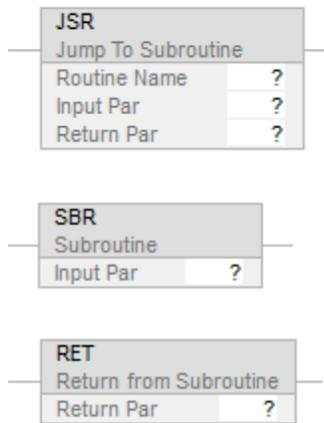 JSR
Jump To Subroutine
Routine Name ?
Input Par ?
Return Par ?
SBR
Subroutine
Input Par ?
RET
Return from Subroutine
Return Par ?